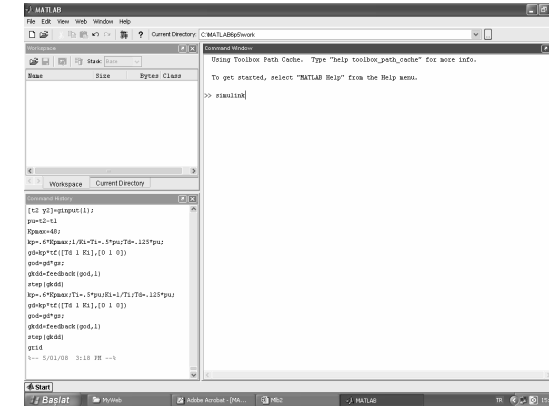 MATLAB
File Edit View Web Window Help
? Current Directory: C:\MATLAB6p5\work
Workspace
Stack: Base
Name Size Bytes Class
Workspace Current Directory
Command History
[t2 y2]=ginput(1);
pu=t2-t1
Kpmax=48;
kp=.6*Kpmax;1/Ki=Ti=.5*pu;Td=.125*pu;
gd=kp*tf([Td 1 Ki],[0 1 0])
god=gd*gs;
gkdd=feedback(god,1)
step(gkdd)
kp=.6*Kpmax;Ti=.5*pu;Ki=1/Ti;Td=.125*pu;
gd=kp*tf([Td 1 Ki],[0 1 0])
god=gd*gs;
gkdd=feedback(god,1)
step(gkdd)
grid
%-- 5/01/08 3:18 PM --%
Command Window
Using Toolbox Path Cache. Type "help toolbox_path_cache" for more info.
To get started, select "MATLAB Help" from the Help menu.
>> simulink
Start
Başlat MyWeb Adobe Acrobat - [MA... Mlb2 MATLAB TR